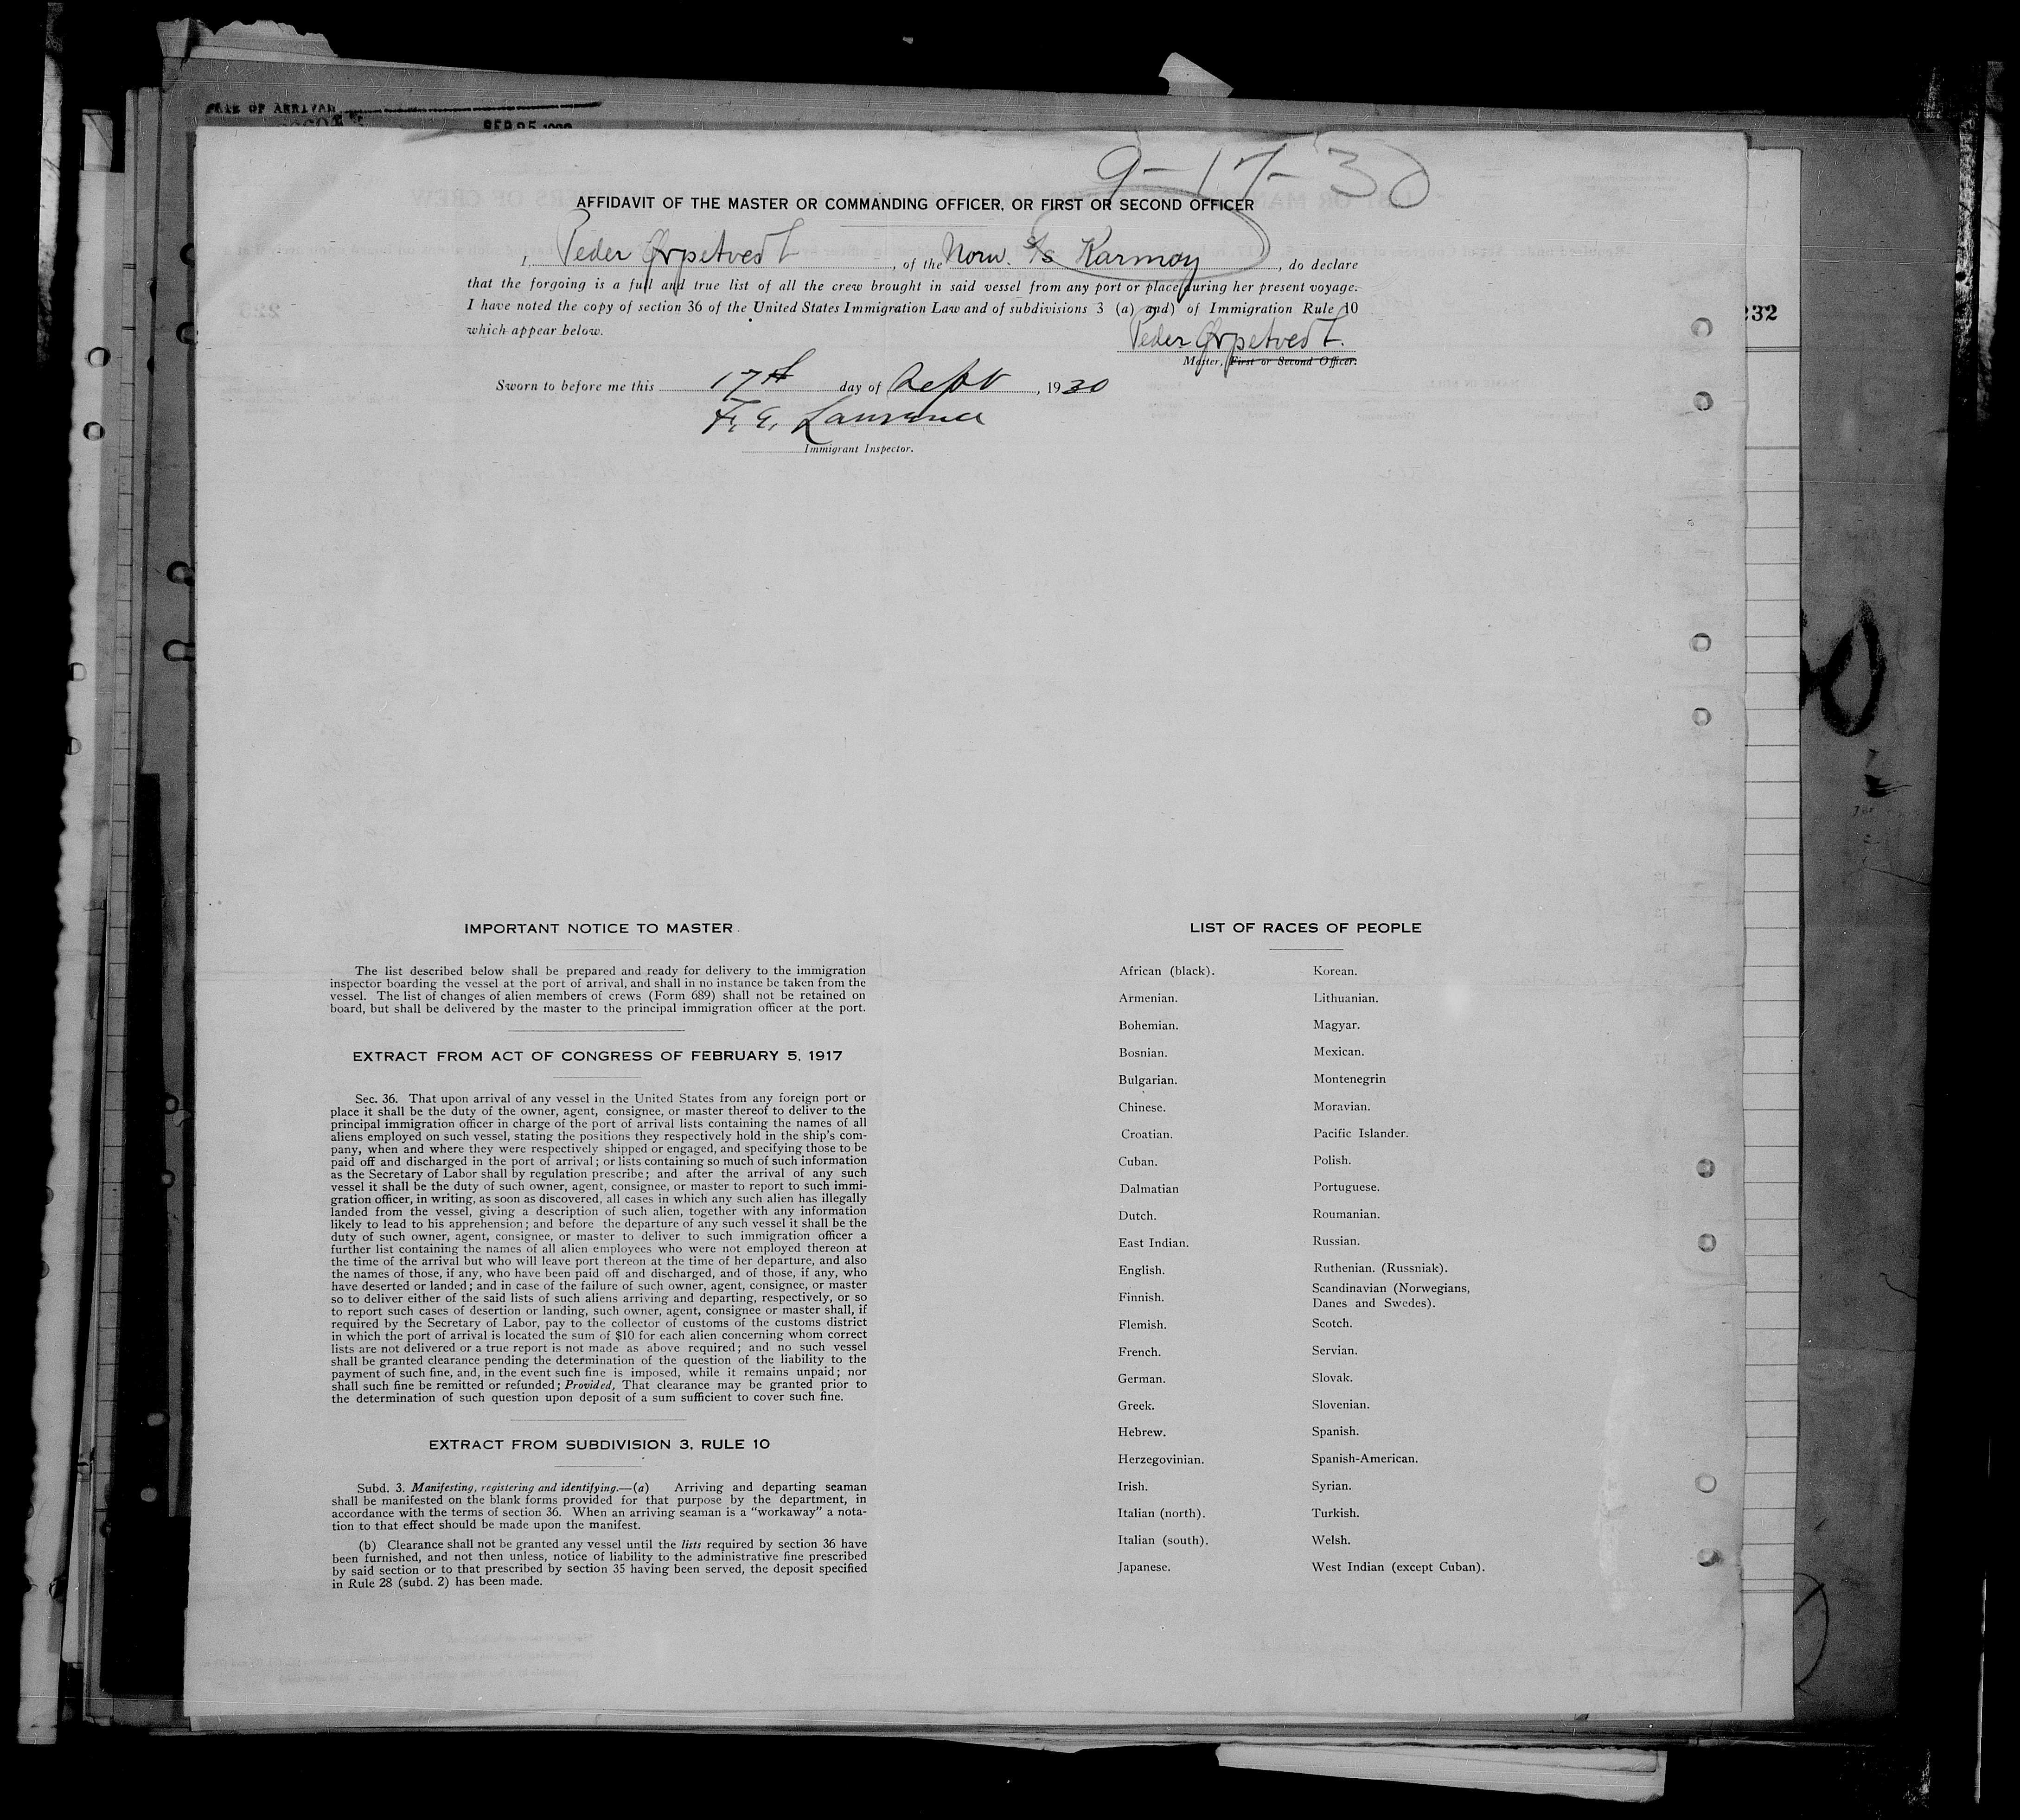 DATE OF ARRIVAL
9-17-30
AFFIDAVIT OF THE MASTER OR COMMANDING OFFICER, OR FIRST OR SECOND OFFICER
I, Peder Ørpetvedt, of the Norw. S/s Karmoy, do declare
that the forgoing is a full and true list of all the crew brought in said vessel from any port or place during her present voyage.
I have noted the copy of section 36 of the United States Immigration Law and of subdivisions 3 (a) and) of Immigration Rule 10
which appear below.
Peder Ørpetvedt.
Master, First or Second Officer.
Sworn to before me this 17th day of Sept, 1930
F. E. Lawrence
Immigrant Inspector.
232
IMPORTANT NOTICE TO MASTER
The list described below shall be prepared and ready for delivery to the immigration
inspector boarding the vessel at the port of arrival, and shall in no instance be taken from the
vessel. The list of changes of alien members of crews (Form 689) shall not be retained on
board, but shall be delivered by the master to the principal immigration officer at the port.
EXTRACT FROM ACT OF CONGRESS OF FEBRUARY 5, 1917
Sec. 36. That upon arrival of any vessel in the United States from any foreign port or
place it shall be the duty of the owner, agent, consignee, or master thereof to deliver to the
principal immigration officer in charge of the port of arrival lists containing the names of all
aliens employed on such vessel, stating the positions they respectively hold in the ship's com-
pany, when and where they were respectively shipped or engaged, and specifying those to be
paid off and discharged in the port of arrival; or lists containing so much of such information
as the Secretary of Labor shall by regulation prescribe; and after the arrival of any such
vessel it shall be the duty of such owner, agent, consignee, or master to report to such immi-
gration officer, in writing, as soon as discovered, all cases in which any such alien has illegally
landed from the vessel, giving a description of such alien, together with any information
likely to lead to his apprehension; and before the departure of any such vessel it shall be the
duty of such owner, agent, consignee, or master to deliver to such immigration officer a
further list containing the names of all alien employees who were not employed thereon at
the time of the arrival but who will leave port thereon at the time of her departure, and also
the names of those, if any, who have been paid off and discharged, and of those, if any, who
have deserted or landed; and in case of the failure of such owner, agent, consignee, or master
so to deliver either of the said lists of such aliens arriving and departing, respectively, or so
to report such cases of desertion or landing, such owner, agent, consignee or master shall, if
required by the Secretary of Labor, pay to the collector of customs of the customs district
in which the port of arrival is located the sum of $10 for each alien concerning whom correct
lists are not delivered or a true report is not made as above required; and no such vessel
shall be granted clearance pending the determination of the question of the liability to the
payment of such fine, and, in the event such fine is imposed, while it remains unpaid; nor
shall such fine be remitted or refunded; Provided, That clearance may be granted prior to
the determination of such question upon deposit of a sum sufficient to cover such fine.
EXTRACT FROM SUBDIVISION 3, RULE 10
Subd. 3. Manifesting, registering and identifying.—(a) Arriving and departing seaman
shall be manifested on the blank forms provided for that purpose by the department, in
accordance with the terms of section 36. When an arriving seaman is a "workaway" a nota-
tion to that effect should be made upon the manifest.
(b) Clearance shall not be granted any vessel until the lists required by section 36 have
been furnished, and not then unless, notice of liability to the administrative fine prescribed
by said section or to that prescribed by section 35 having been served, the deposit specified
in Rule 28 (subd. 2) has been made.
LIST OF RACES OF PEOPLE
African (black).
Armenian.
Bohemian.
Bosnian.
Bulgarian.
Chinese.
Croatian.
Cuban.
Dalmatian
Dutch.
East Indian.
English.
Finnish.
Flemish.
French.
German.
Greek.
Hebrew.
Herzegovinian.
Irish.
Italian (north).
Italian (south).
Japanese.
Korean.
Lithuanian.
Magyar.
Mexican.
Montenegrin
Moravian.
Pacific Islander.
Polish.
Portuguese.
Roumanian.
Russian.
Ruthenian. (Russniak).
Scandinavian (Norwegians,
Danes and Swedes).
Scotch.
Servian.
Slovak.
Slovenian.
Spanish.
Spanish-American.
Syrian.
Turkish.
Welsh.
West Indian (except Cuban).